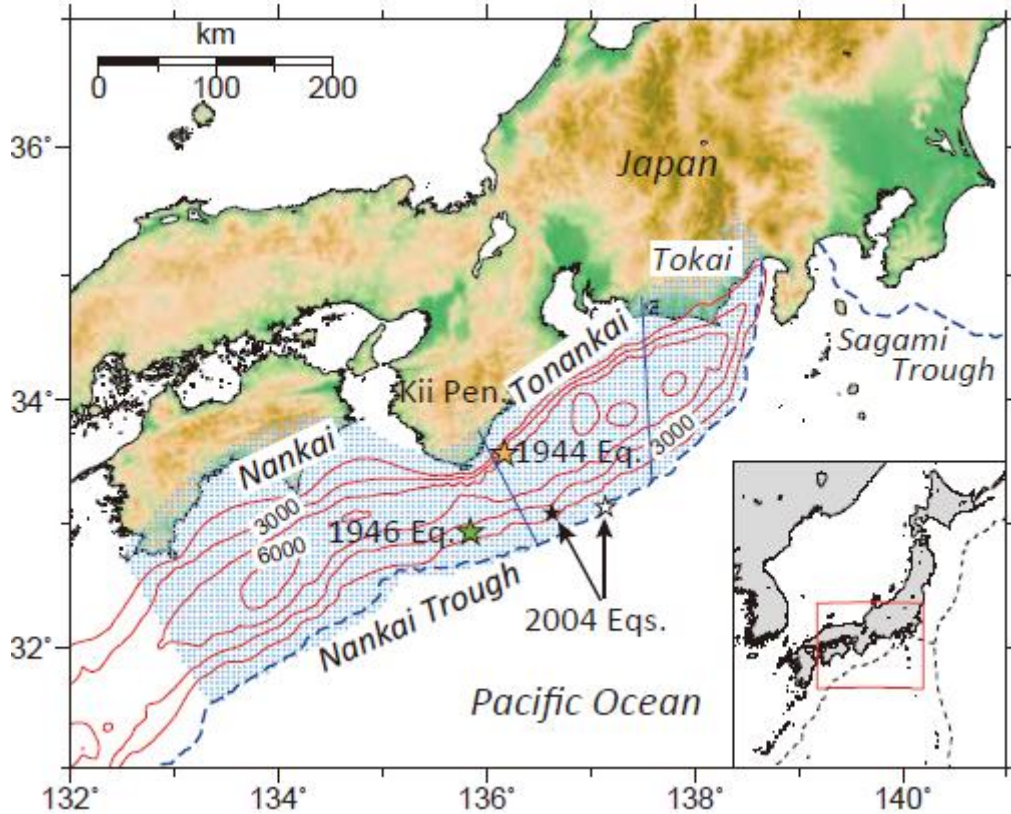 km
0 100 200
36°
34°
32°
Japan
Tokai
Sagami
Trough
Tonankai
Kii Pen.
Nankai
1944 Eq.
3000
3000
6000
1946 Eq.
2004 Eqs.
Nankai Trough
Pacific Ocean
132° 134° 136° 138° 140°